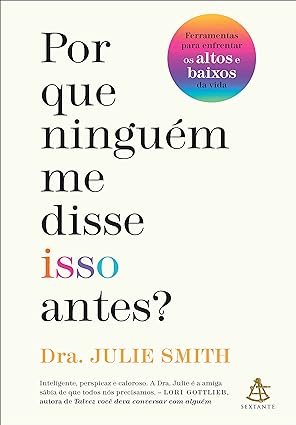 Por
que
ninguém
me
disse
isso
antes?
Ferramentas
para enfrentar
os altos e
baixos
da vida
Dra. JULIE SMITH
Inteligente, perspicaz e caloroso. A Dra. Julie é a amiga
sábia de que todos nós precisamos. – LORI GOTTLIEB,
autora de Talvez você deva conversar com alguém
SEXTANTE